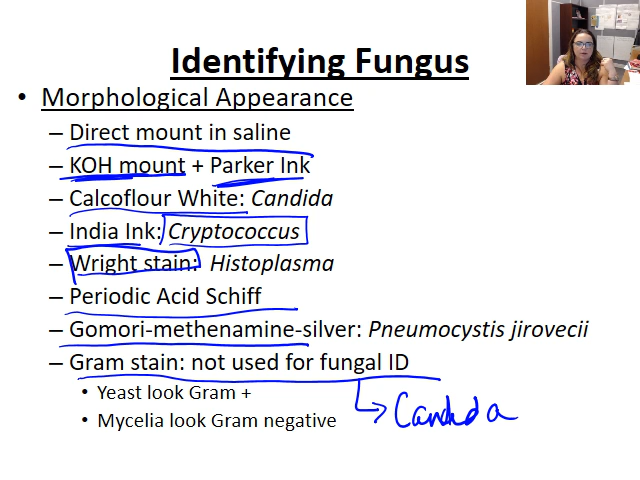 Identifying Fungus
• Morphological Appearance
– Direct mount in saline
– KOH mount + Parker Ink
– Calcoflour White: Candida
– India Ink: Cryptococcus
– Wright stain: Histoplasma
– Periodic Acid Schiff
– Gomori-methenamine-silver: Pneumocystis jirovecii
– Gram stain: not used for fungal ID
• Yeast look Gram +
• Mycelia look Gram negative
Candida